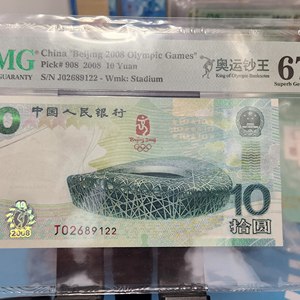 MG
GUARANTY
China "Beijing 2008 Olympic Games"
Pick# 908 2008 10 Yuan
S/N J02689122 - Wmk: Stadium
奥运钞王
King of Olympic Banknotes
67
Superb Gem
中国人民银行
Beijing 2008
10
拾圆
2008
J02689122